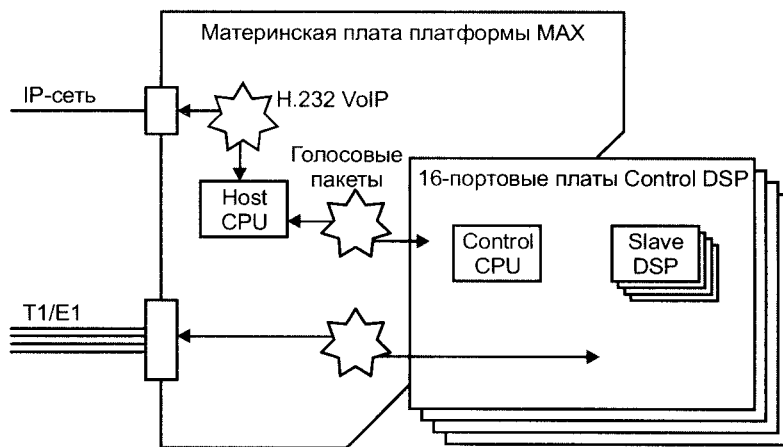 Материнская плата платформы MAX
IP-сеть
H.232 VoIP
Голосовые
пакеты
Host
CPU
16-портовые платы Control DSP
Control
CPU
Slave
DSP
T1/E1